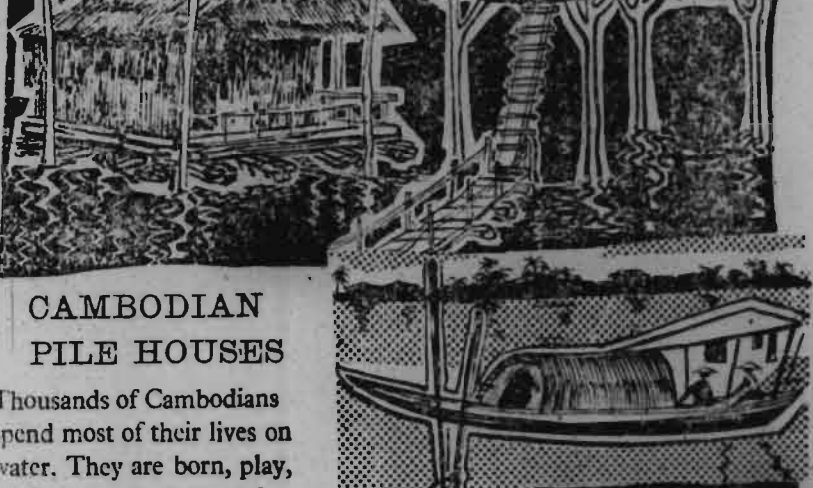 CAMBODIAN
PILE HOUSES
Thousands of Cambodians
spend most of their lives on
water. They are born, play,